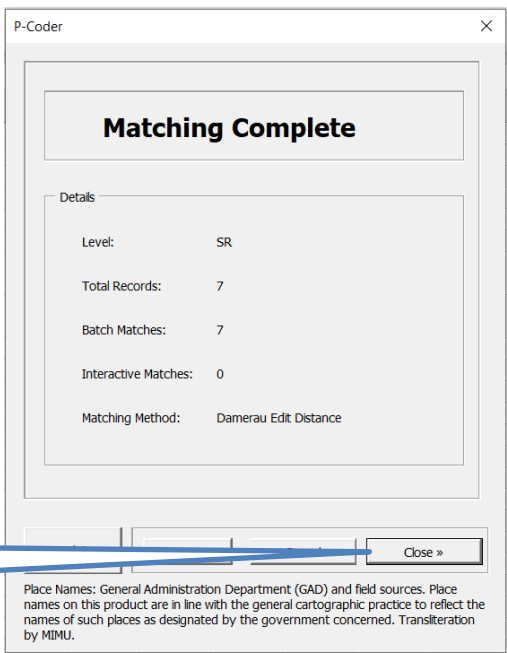 P-Coder
Matching Complete
Details
Level: SR
Total Records: 7
Batch Matches: 7
Interactive Matches: 0
Matching Method: Damerau Edit Distance
Close »
Place Names: General Administration Department (GAD) and field sources. Place
names on this product are in line with the general cartographic practice to reflect the
names of such places as designated by the government concerned. Transliteration
by MIMU.